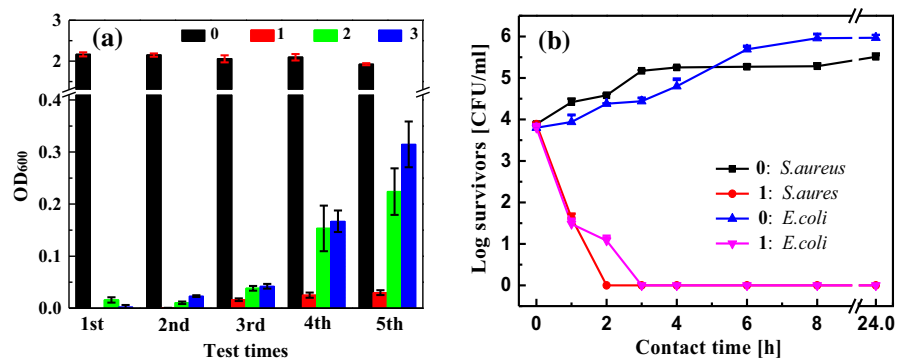 (a)
0 1 2 3
OD600
3
2
2.0
0.4
0.3
0.2
0.1
0.0
1st 2nd 3rd 4th 5th
Test times
(b)
Log survivors [CFU/ml]
6
5
4
3
2
1
0
0: S.aureus
1: S.aures
0: E.coli
1: E.coli
0 2 4 6 8 24.0
Contact time [h]